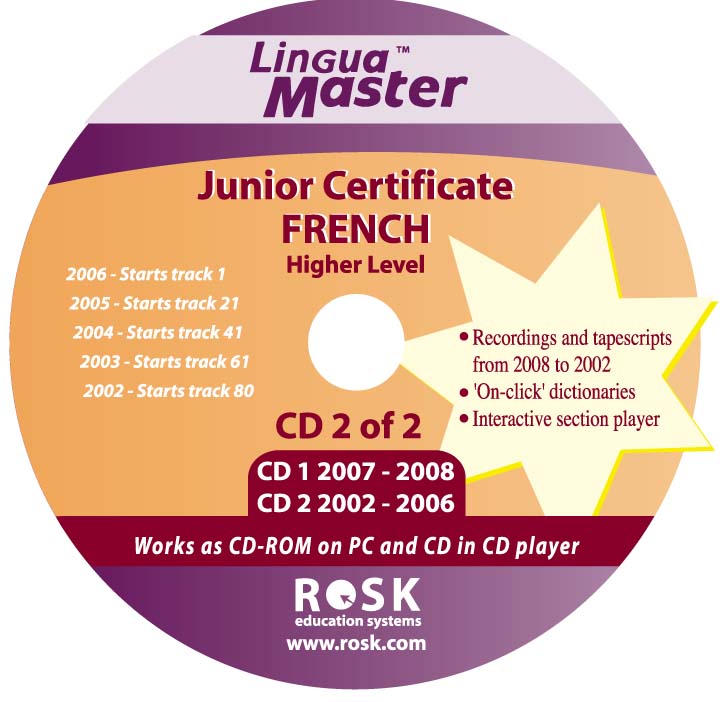 Lingua™
Master
Junior Certificate
FRENCH
Higher Level
2006 - Starts track 1
2005 - Starts track 21
2004 - Starts track 41
2003 - Starts track 61
2002 - Starts track 80
• Recordings and tapescripts
from 2008 to 2002
• 'On-click' dictionaries
• Interactive section player
CD 2 of 2
CD 1 2007 - 2008
CD 2 2002 - 2006
Works as CD-ROM on PC and CD in CD player
ROSK
education systems
www.rosk.com